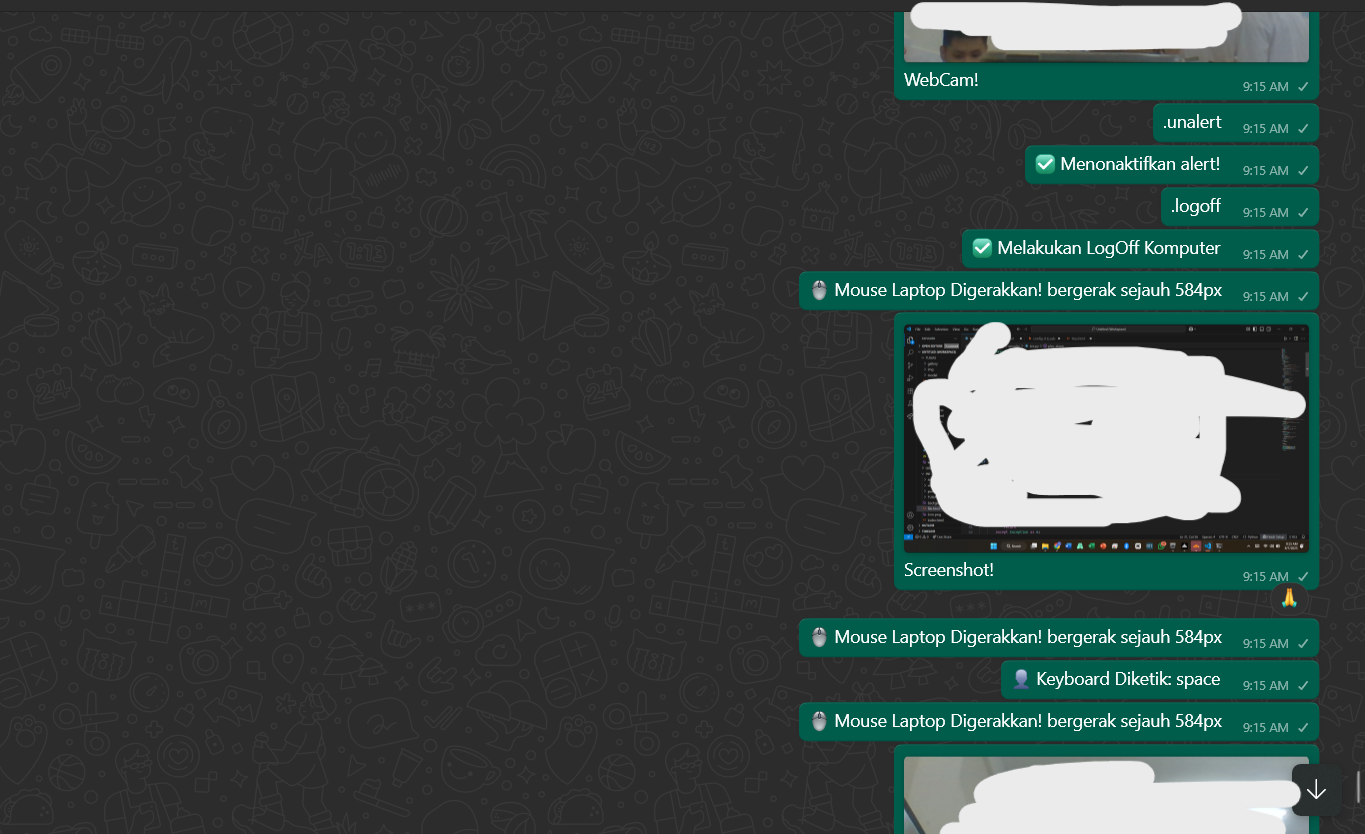 WebCam!
9:15 AM
.unalert
9:15 AM
✅ Menonaktifkan alert!
9:15 AM
.logoff
9:15 AM
✅ Melakukan LogOff Komputer
9:15 AM
🖱️ Mouse Laptop Digerakkan! bergerak sejauh 584px
9:15 AM
Screenshot!
9:15 AM
🖱️ Mouse Laptop Digerakkan! bergerak sejauh 584px
9:15 AM
👤 Keyboard Diketik: space
9:15 AM
🖱️ Mouse Laptop Digerakkan! bergerak sejauh 584px
9:15 AM